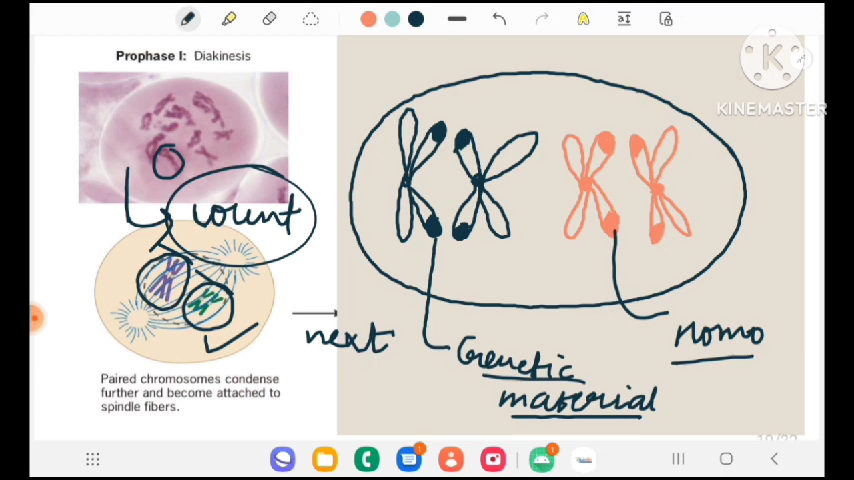 Prophase I: Diakinesis
KINEMASTER
count
next
Homo
Genetic
material
Paired chromosomes condense
further and become attached to
spindle fibers.